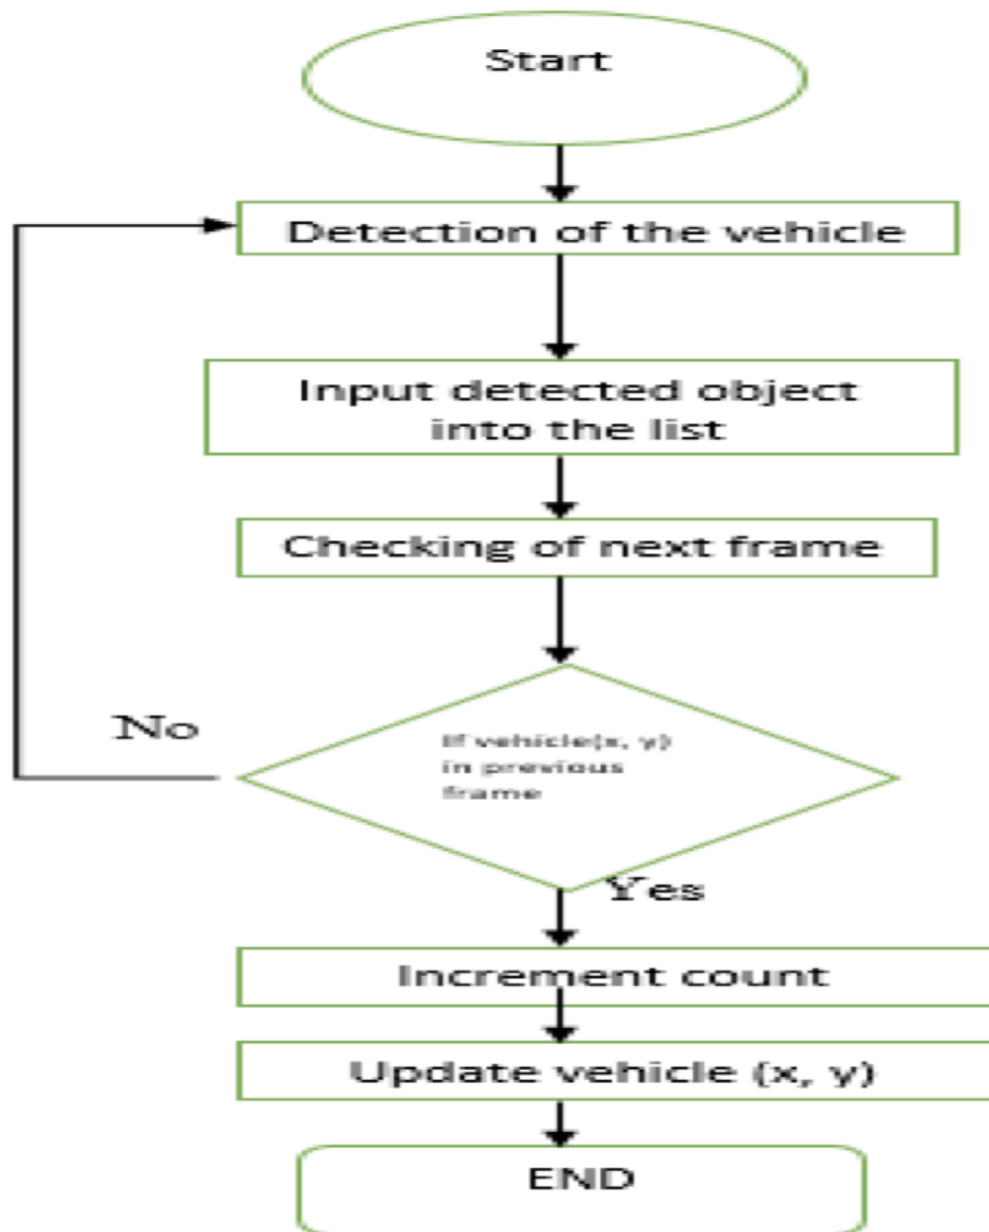 Start
Detection of the vehicle
Input detected object
into the list
Checking of next frame
No
If vehicle(x, y)
in previous
frame
Yes
Increment count
Update vehicle (x, y)
END